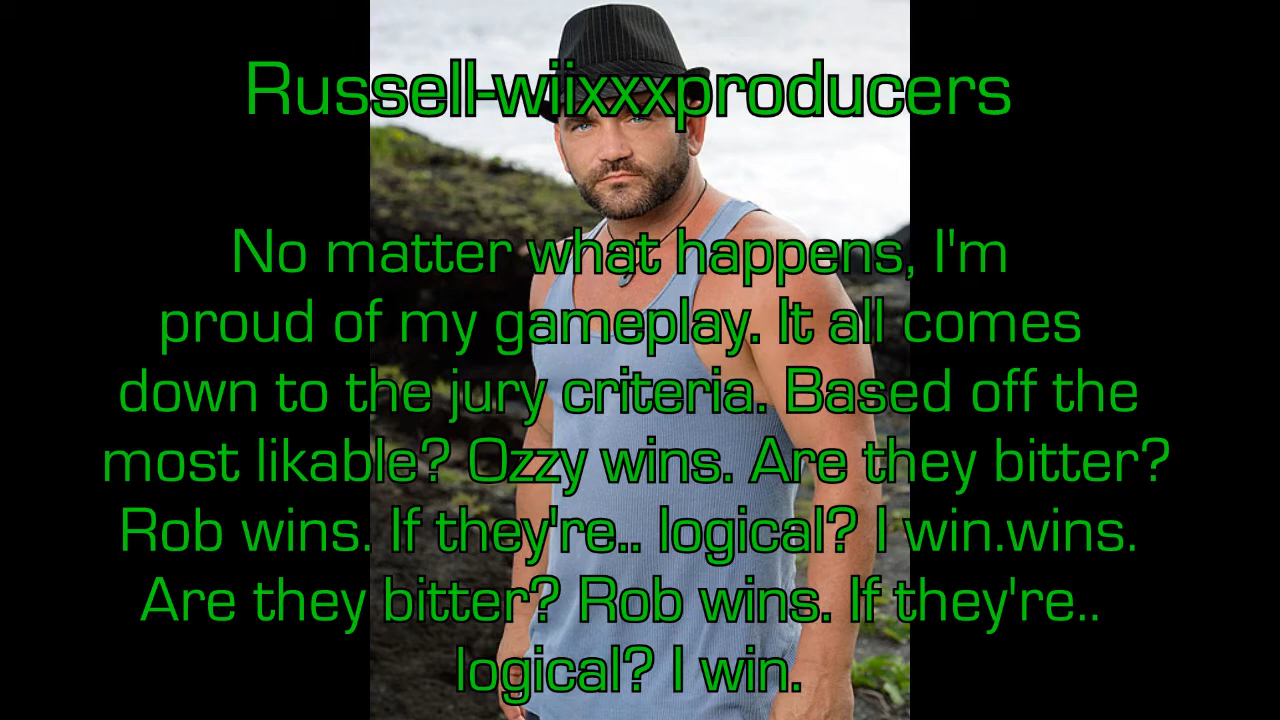 Russell-wiixxxproducers
No matter what happens, I'm
proud of my gameplay. It all comes
down to the jury criteria. Based off the
most likable? Ozzy wins. Are they bitter?
Rob wins. If they're.. logical? I win.wins.
Are they bitter? Rob wins. If they're..
logical? I win.